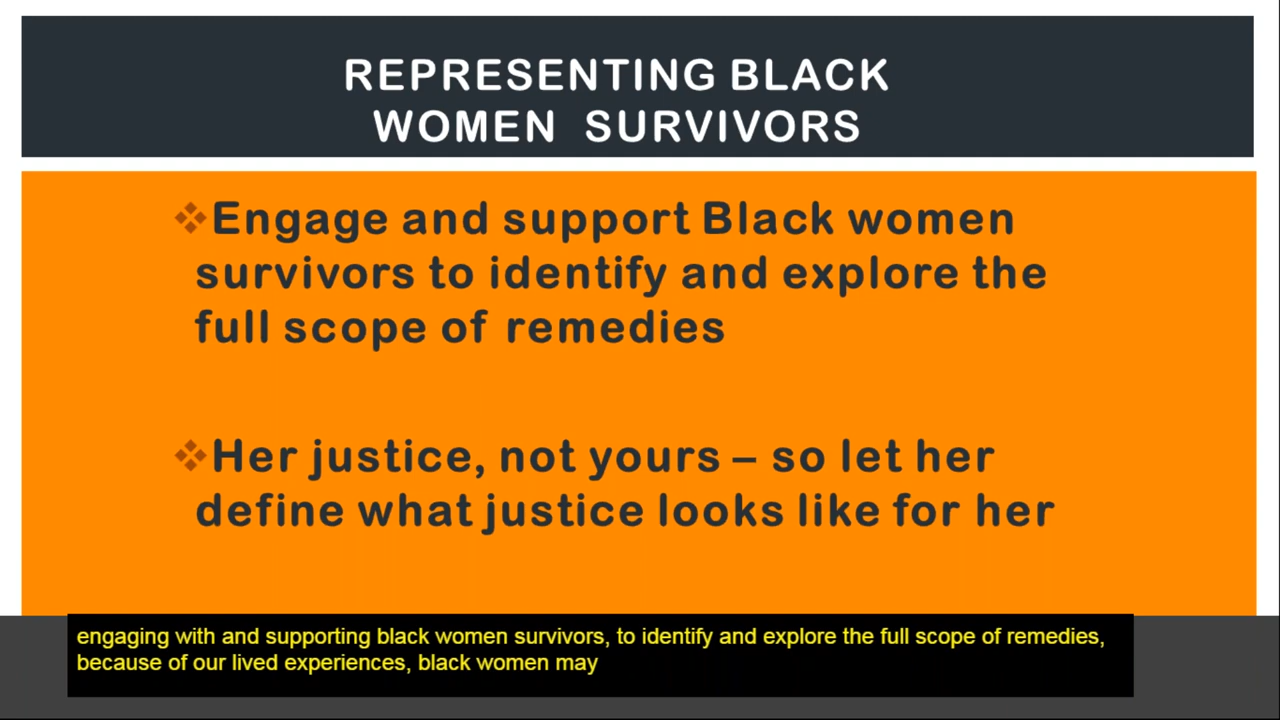 REPRESENTING BLACK
WOMEN SURVIVORS
❖Engage and support Black women
survivors to identify and explore the
full scope of remedies
❖Her justice, not yours – so let her
define what justice looks like for her
engaging with and supporting black women survivors, to identify and explore the full scope of remedies,
because of our lived experiences, black women may